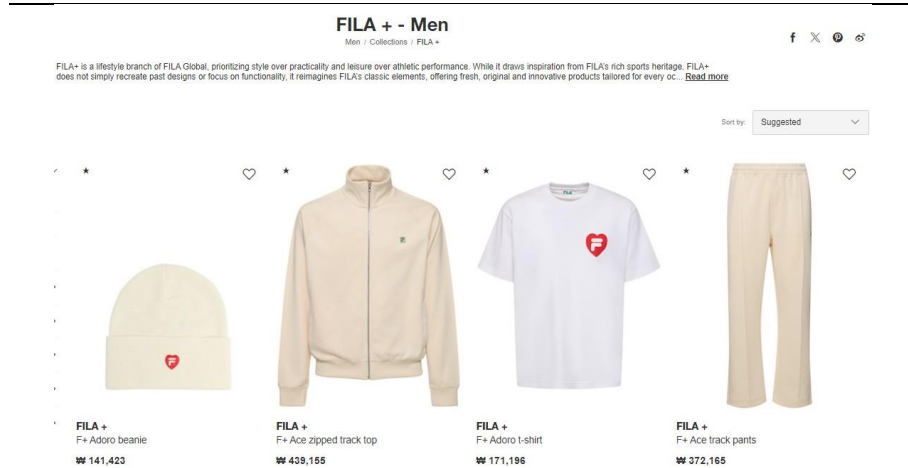 FILA + - Men
Men / Collections / FILA +
FILA+ is a lifestyle branch of FILA Global, prioritizing style over practicality and leisure over athletic performance. While it draws inspiration from FILA's rich sports heritage, FILA+
does not simply recreate past designs or focus on functionality, it reimagines FILA's classic elements, offering fresh, original and innovative products tailored for every oc... Read more
Sort by: Suggested
FILA + FILA + FILA + FILA +
F+ Adoro beanie F+ Ace zipped track top F+ Adoro t-shirt F+ Ace track pants
₩ 141,423 ₩ 439,155 ₩ 171,196 ₩ 372,165